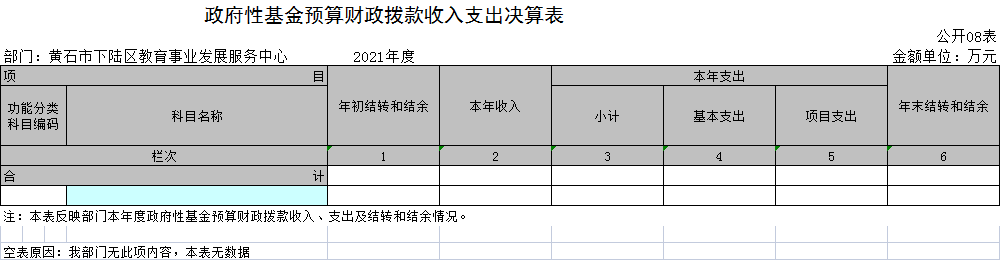 政府性基金预算财政拨款收入支出决算表
公开08表
部门：黄石市下陆区教育事业发展服务中心 2021年度 金额单位：万元
项 目 年初结转和结余 本年收入 本年支出 年末结转和结余
功能分类科目编码 科目名称 小计 基本支出 项目支出
栏次 1 2 3 4 5 6
合 计
注：本表反映部门本年度政府性基金预算财政拨款收入、支出及结转和结余情况。
空表原因：我部门无此项内容，本表无数据